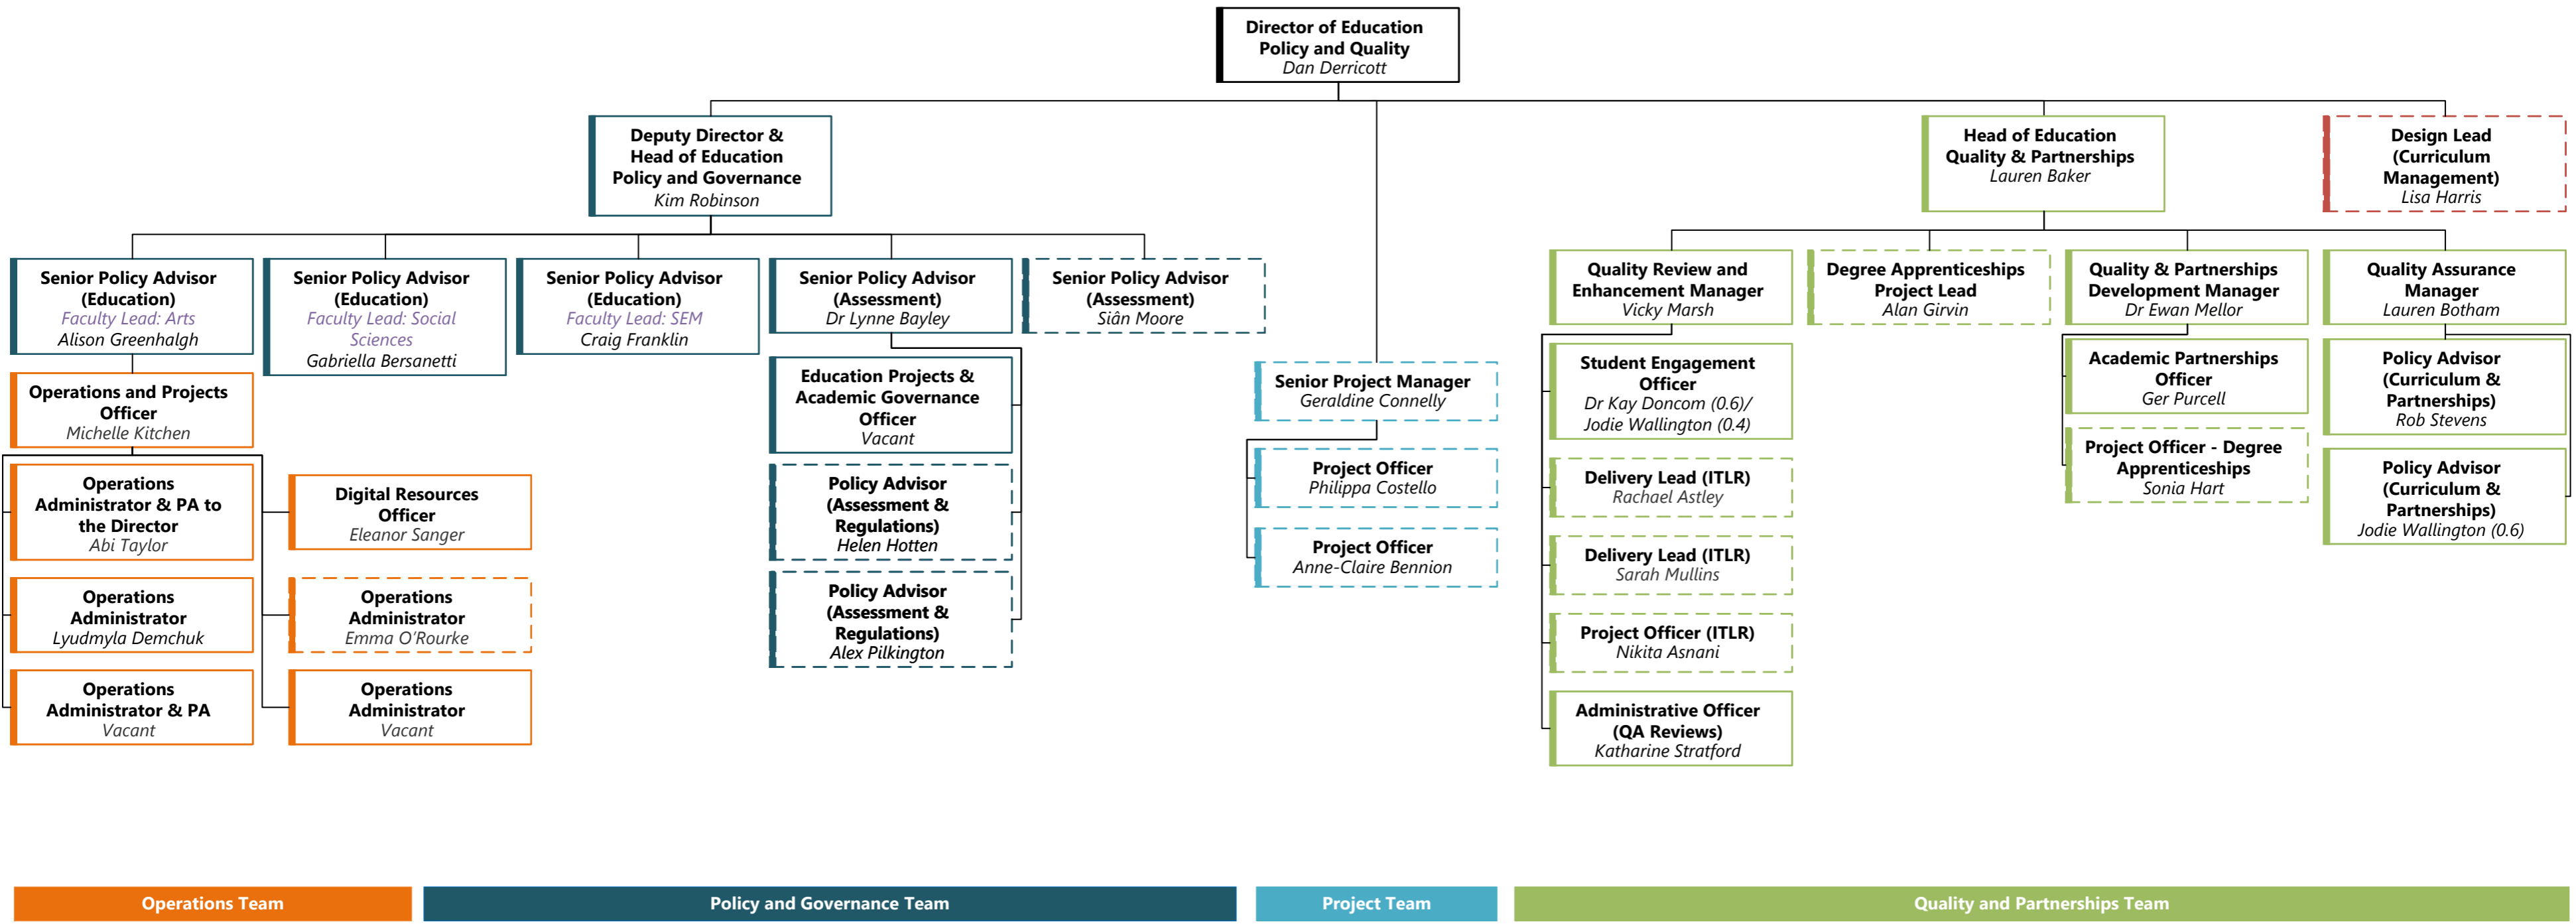 Director of Education
Policy and Quality
Dan Derricott
Deputy Director &
Head of Education
Policy and Governance
Kim Robinson
Head of Education
Quality & Partnerships
Lauren Baker
Design Lead
(Curriculum
Management)
Lisa Harris
Senior Policy Advisor
(Education)
Faculty Lead: Arts
Alison Greenhalgh
Senior Policy Advisor
(Education)
Faculty Lead: Social
Sciences
Gabriella Bersanetti
Senior Policy Advisor
(Education)
Faculty Lead: SEM
Craig Franklin
Senior Policy Advisor
(Assessment)
Dr Lynne Bayley
Senior Policy Advisor
(Assessment)
Siân Moore
Quality Review and
Enhancement Manager
Vicky Marsh
Degree Apprenticeships
Project Lead
Alan Girvin
Quality & Partnerships
Development Manager
Dr Ewan Mellor
Quality Assurance
Manager
Lauren Botham
Operations and Projects
Officer
Michelle Kitchen
Operations
Administrator & PA to
the Director
Abi Taylor
Operations
Administrator
Lyudmyla Demchuk
Operations
Administrator & PA
Vacant
Digital Resources
Officer
Eleanor Sanger
Operations
Administrator
Emma O'Rourke
Operations
Administrator
Vacant
Education Projects &
Academic Governance
Officer
Vacant
Policy Advisor
(Assessment &
Regulations)
Helen Hotten
Policy Advisor
(Assessment &
Regulations)
Alex Pilkington
Senior Project Manager
Geraldine Connelly
Project Officer
Philippa Costello
Project Officer
Anne-Claire Bennion
Student Engagement
Officer
Dr Kay Doncom (0.6)/
Jodie Wallington (0.4)
Delivery Lead (ITLR)
Rachael Astley
Delivery Lead (ITLR)
Sarah Mullins
Project Officer (ITLR)
Nikita Asnani
Administrative Officer
(QA Reviews)
Katharine Stratford
Academic Partnerships
Officer
Ger Purcell
Project Officer - Degree
Apprenticeships
Sonia Hart
Policy Advisor
(Curriculum &
Partnerships)
Rob Stevens
Policy Advisor
(Curriculum &
Partnerships)
Jodie Wallington (0.6)
Operations Team
Policy and Governance Team
Project Team
Quality and Partnerships Team